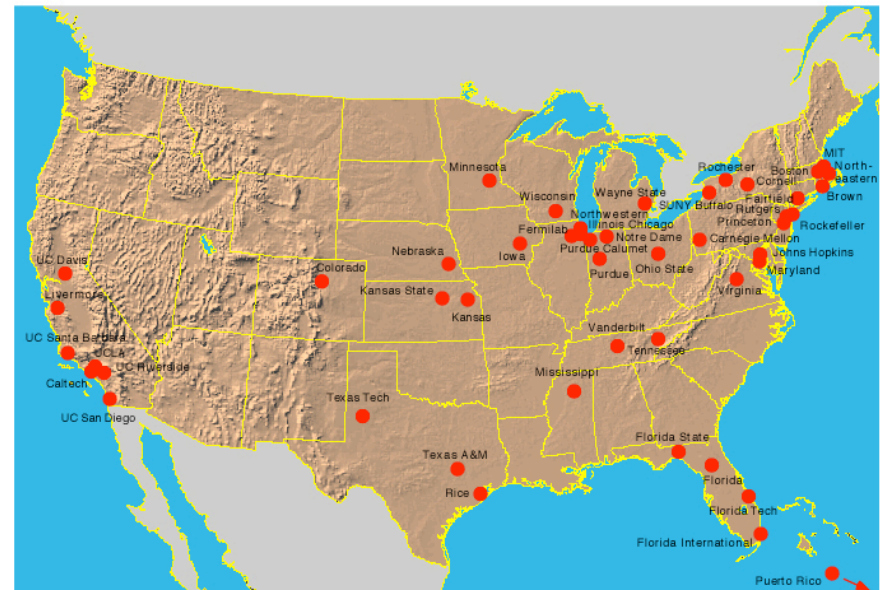 MIT
Minnesota
Rochester
Boston
North-
eastern
Cornell
Wayne State
Wisconsin
Fairfield
Brown
SUNY Buffalo
Rutgers
Northwestern
Princeton
Rockefeller
Illinois Chicago
Fermilab
Notre Dame
Carnegie Mellon
Purdue Calumet
Nebraska
Iowa
Johns Hopkins
UC Davis
Colorado
Purdue
Ohio State
Maryland
Livermore
Kansas State
Virginia
Kansas
UC Santa Barbara
Vanderbilt
UCLA
Tennessee
UC Riverside
Mississippi
Caltech
Texas Tech
UC San Diego
Florida State
Texas A&M
Florida
Rice
Florida Tech
Florida International
Puerto Rico